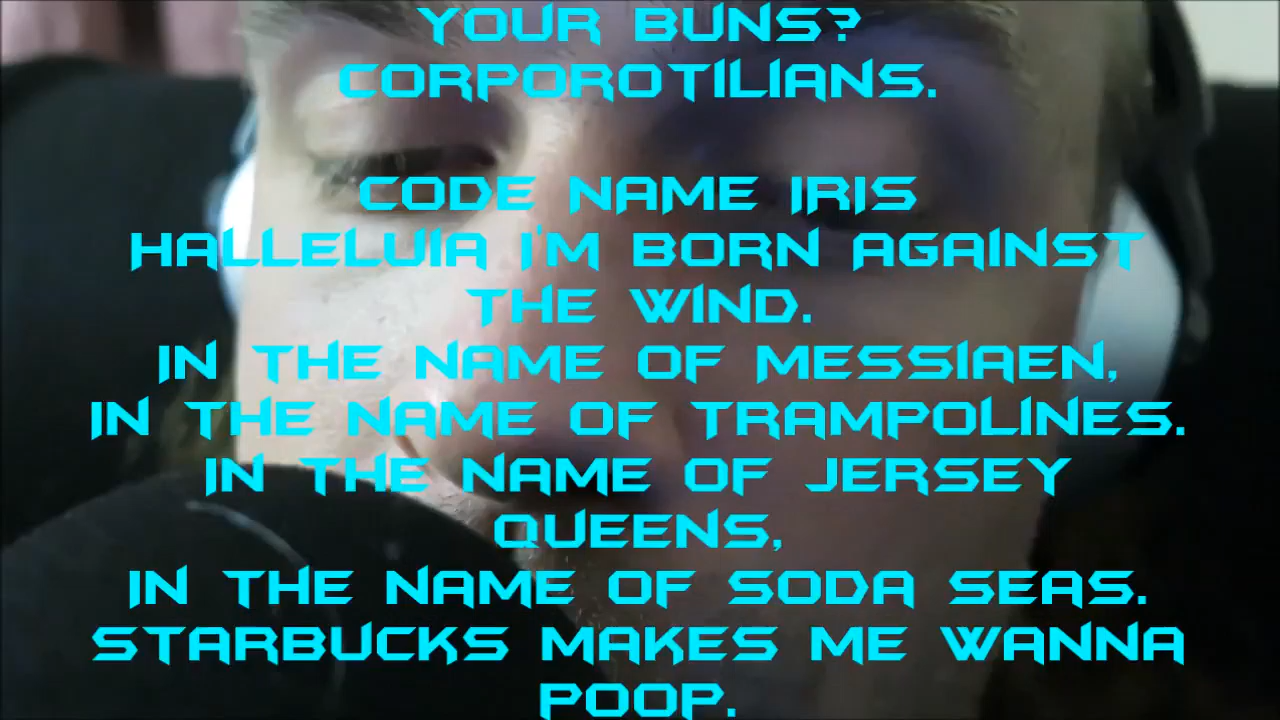 YOUR BUNS?
CORPOROTILIANS.
CODE NAME IRIS
HALLELUIA I'M BORN AGAINST
THE WIND.
IN THE NAME OF MESSIAEN,
IN THE NAME OF TRAMPOLINES.
IN THE NAME OF JERSEY
QUEENS,
IN THE NAME OF SODA SEAS.
STARBUCKS MAKES ME WANNA
POOP.